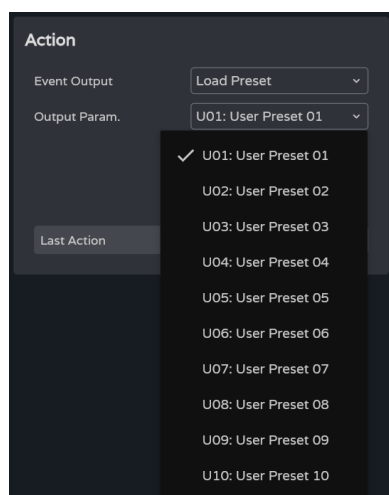 Action
Event Output Load Preset
Output Param. U01: User Preset 01
U01: User Preset 01
U02: User Preset 02
U03: User Preset 03
Last Action
U04: User Preset 04
U05: User Preset 05
U06: User Preset 06
U07: User Preset 07
U08: User Preset 08
U09: User Preset 09
U10: User Preset 10